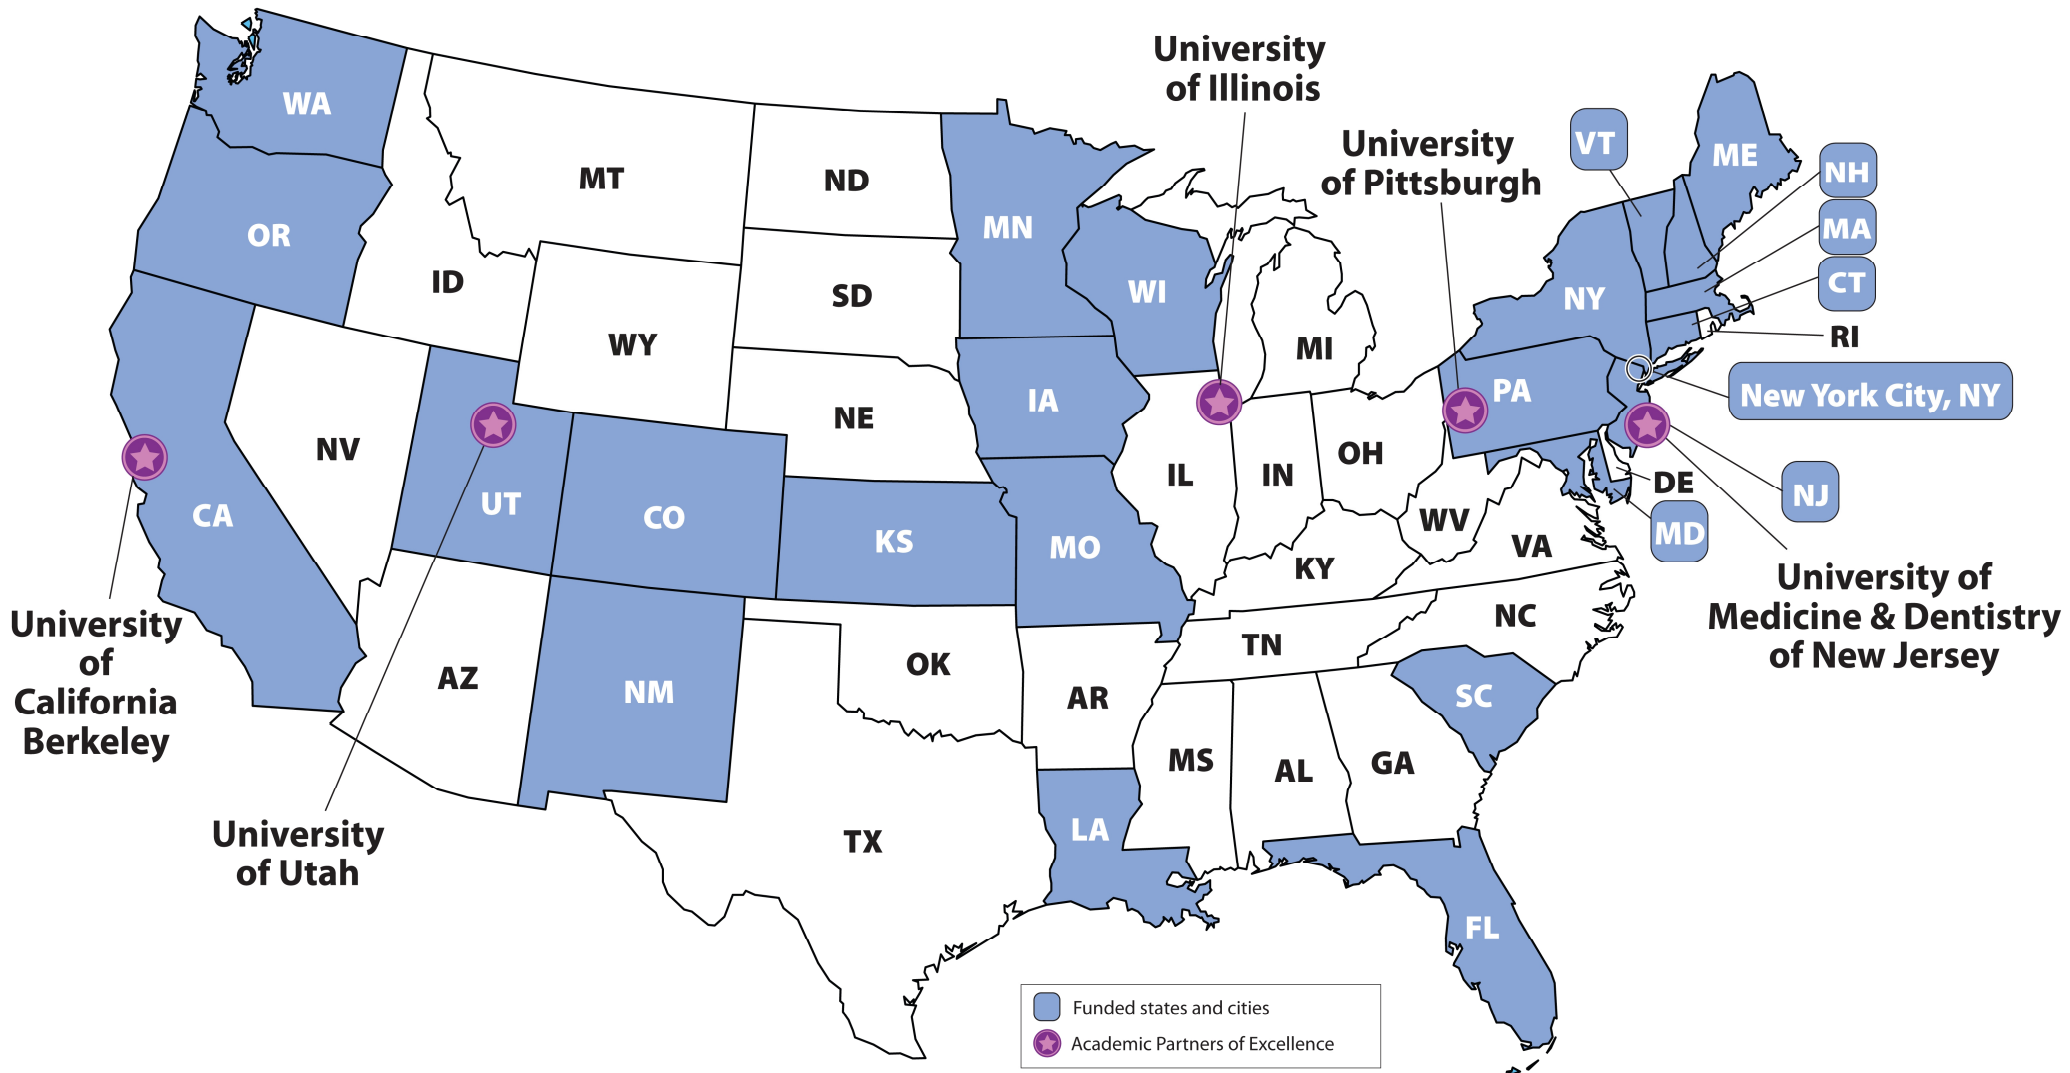 University
of Illinois
University
of Pittsburgh
WA
VT
ME
NH
MT
ND
MN
MA
OR
ID
CT
SD
WI
NY
RI
WY
MI
PA
New York City, NY
IA
NE
NV
OH
IL
IN
DE
NJ
UT
CA
CO
KS
MO
WV
MD
VA
KY
University
of
California
Berkeley
University of
Medicine & Dentistry
of New Jersey
NC
TN
AZ
NM
OK
AR
SC
MS
AL
GA
University
of Utah
TX
LA
FL
Funded states and cities
Academic Partners of Excellence